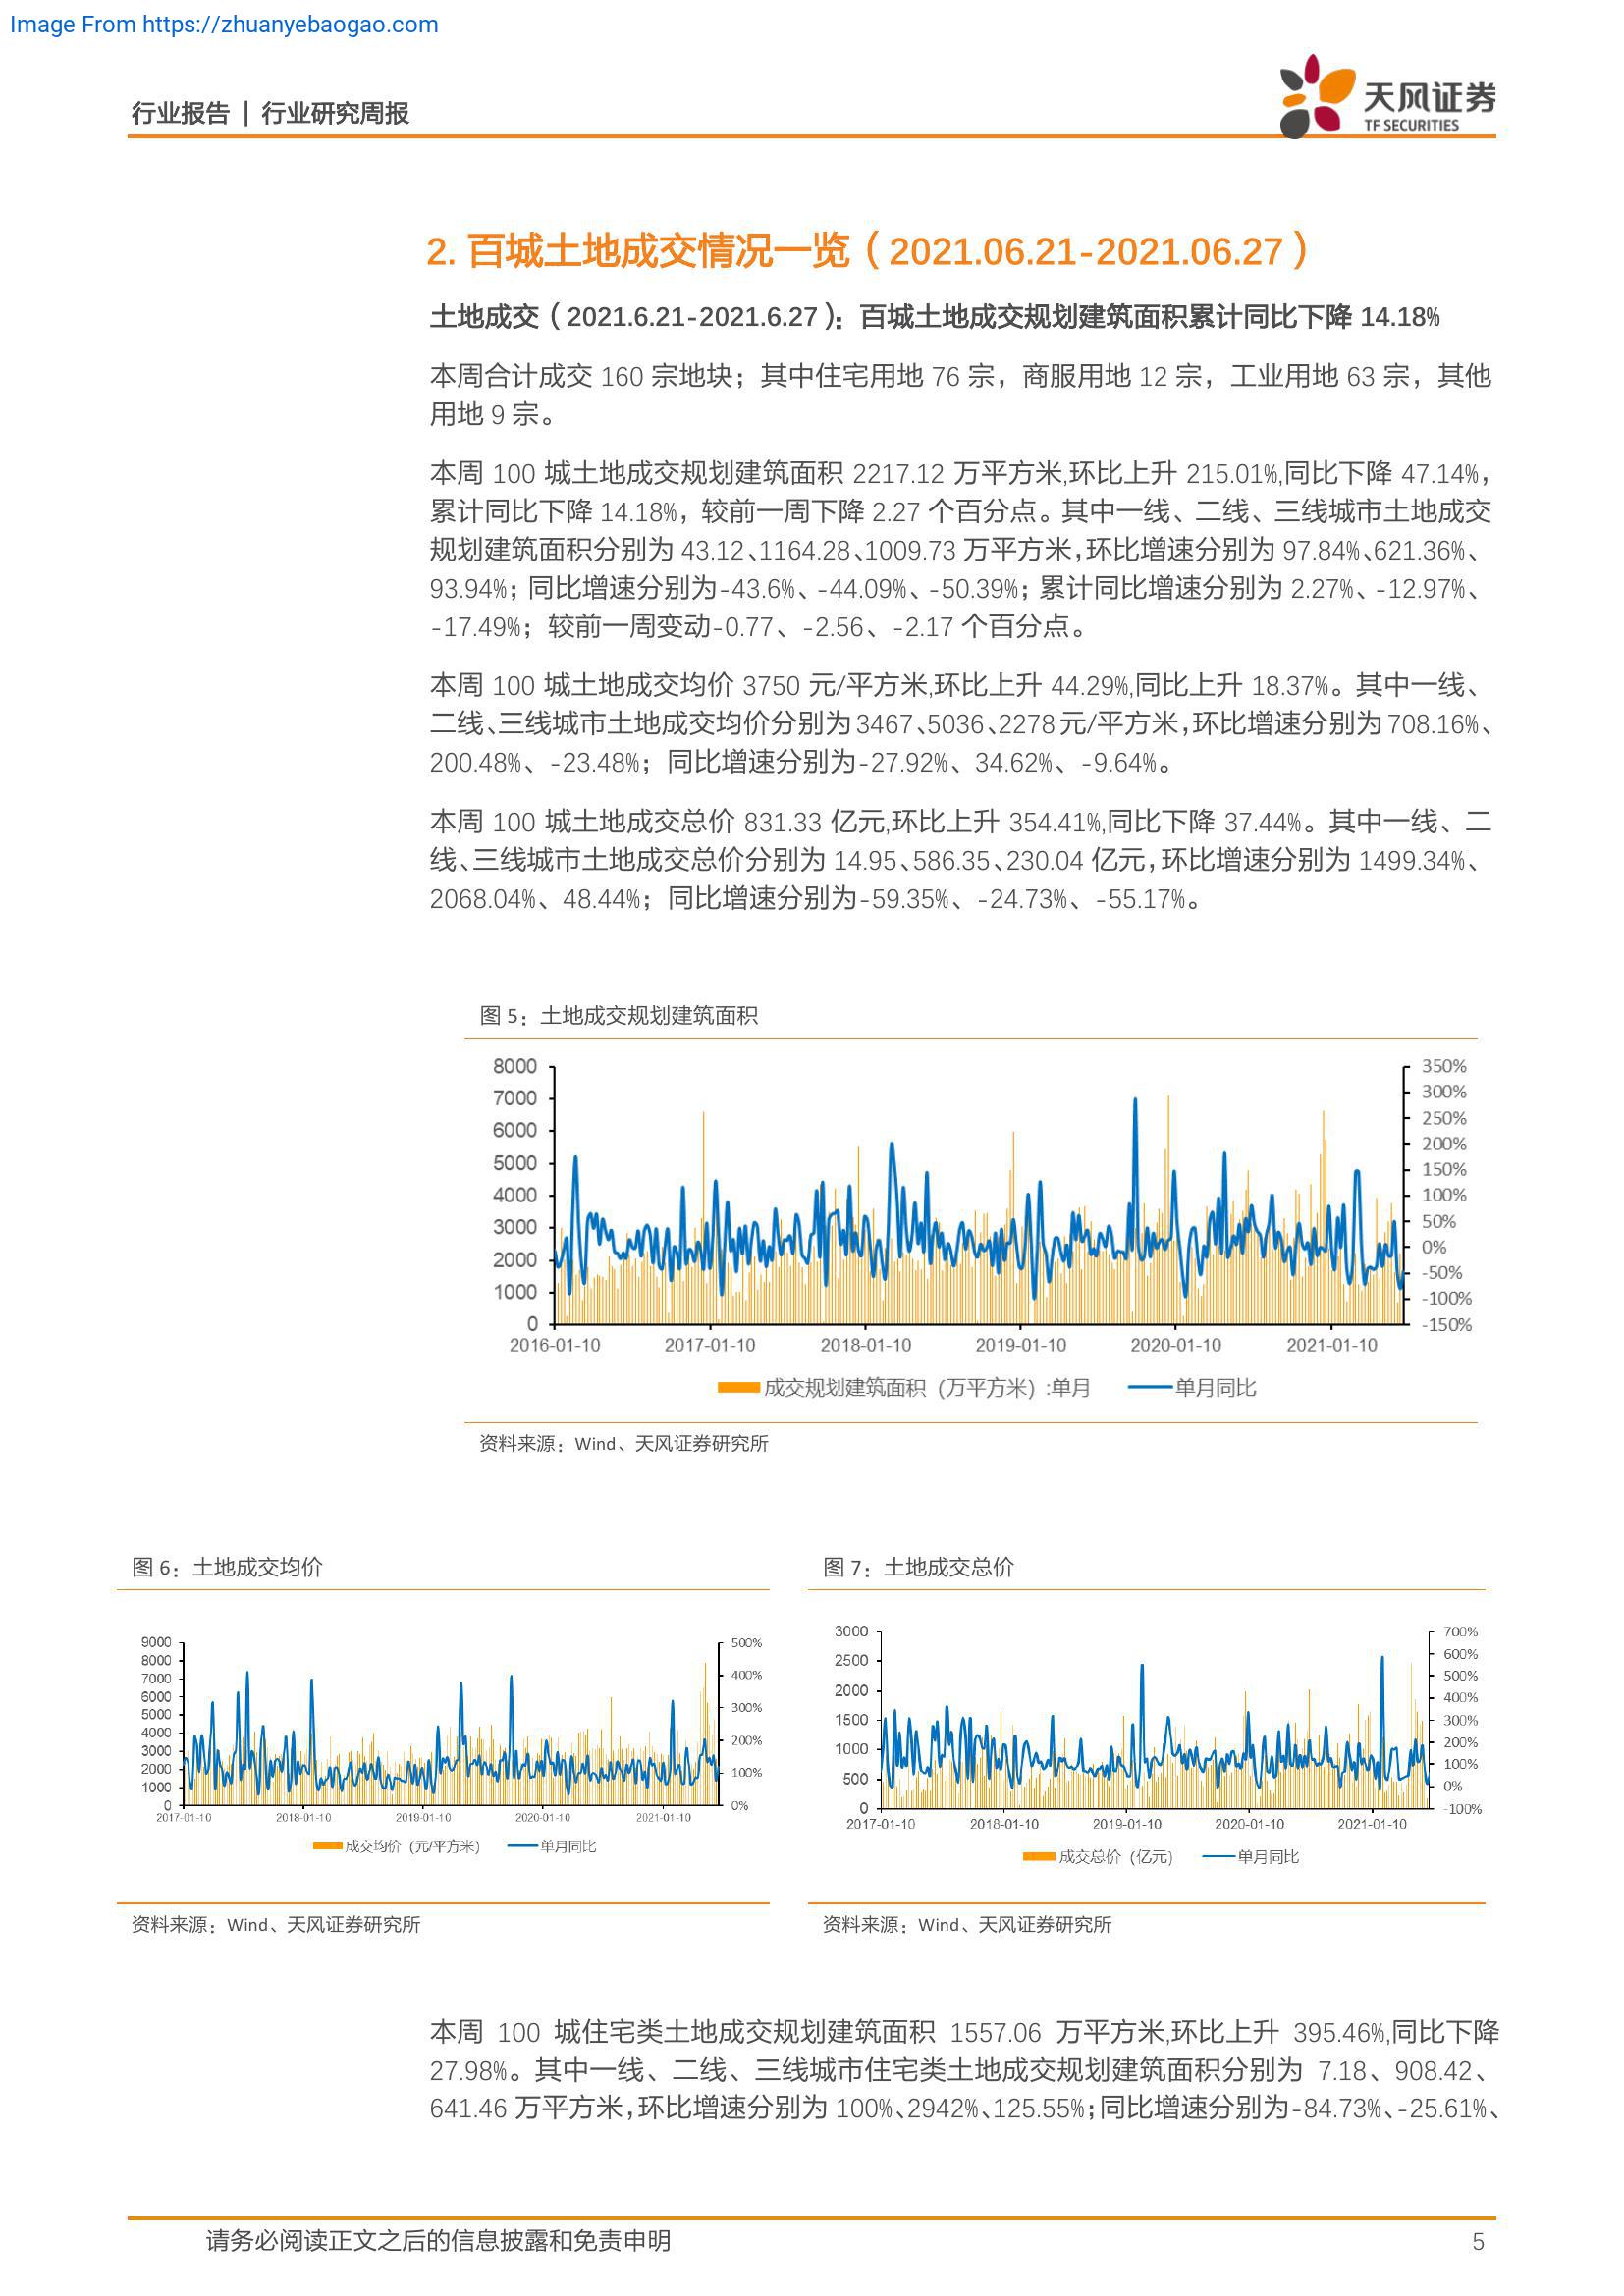 Image From https://zhuanyebaogao.com
行业报告 | 行业研究周报
天风证券
TF SECURITIES
2. 百城土地成交情况一览（2021.06.21-2021.06.27）
土地成交（2021.6.21-2021.6.27）：百城土地成交规划建筑面积累计同比下降 14.18%
本周合计成交 160 宗地块；其中住宅用地 76 宗，商服用地 12 宗，工业用地 63 宗，其他
用地 9 宗。
本周 100 城土地成交规划建筑面积 2217.12 万平方米,环比上升 215.01%,同比下降 47.14%，
累计同比下降 14.18%，较前一周下降 2.27 个百分点。其中一线、二线、三线城市土地成交
规划建筑面积分别为 43.12、1164.28、1009.73 万平方米，环比增速分别为 97.84%、621.36%、
93.94%；同比增速分别为-43.6%、-44.09%、-50.39%；累计同比增速分别为 2.27%、-12.97%、
-17.49%；较前一周变动-0.77、-2.56、-2.17 个百分点。
本周 100 城土地成交均价 3750 元/平方米,环比上升 44.29%,同比上升 18.37%。其中一线、
二线、三线城市土地成交均价分别为 3467、5036、2278 元/平方米，环比增速分别为 708.16%、
200.48%、-23.48%；同比增速分别为-27.92%、34.62%、-9.64%。
本周 100 城土地成交总价 831.33 亿元,环比上升 354.41%,同比下降 37.44%。其中一线、二
线、三线城市土地成交总价分别为 14.95、586.35、230.04 亿元，环比增速分别为 1499.34%、
2068.04%、48.44%；同比增速分别为-59.35%、-24.73%、-55.17%。
图 5：土地成交规划建筑面积
8000 350%
7000 300%
6000 250%
5000 200%
4000 150%
3000 100%
2000 50%
1000 0%
0 -50%
-100%
-150%
2016-01-10 2017-01-10 2018-01-10 2019-01-10 2020-01-10 2021-01-10
成交规划建筑面积（万平方米）:单月 单月同比
资料来源：Wind、天风证券研究所
图 6：土地成交均价
9000 500%
8000 400%
7000 300%
6000 200%
5000 100%
4000 0%
3000
2000
1000
0
2017-01-10 2018-01-10 2019-01-10 2020-01-10 2021-01-10
成交均价（元/平方米） 单月同比
资料来源：Wind、天风证券研究所
图 7：土地成交总价
3000 700%
2500 600%
2000 500%
1500 400%
1000 300%
500 200%
0 100%
0%
-100%
2017-01-10 2018-01-10 2019-01-10 2020-01-10 2021-01-10
成交总价（亿元） 单月同比
资料来源：Wind、天风证券研究所
本周 100 城住宅类土地成交规划建筑面积 1557.06 万平方米,环比上升 395.46%,同比下降
27.98%。其中一线、二线、三线城市住宅类土地成交规划建筑面积分别为 7.18、908.42、
641.46 万平方米，环比增速分别为 100%、2942%、125.55%；同比增速分别为-84.73%、-25.61%、
请务必阅读正文之后的信息披露和免责申明 5